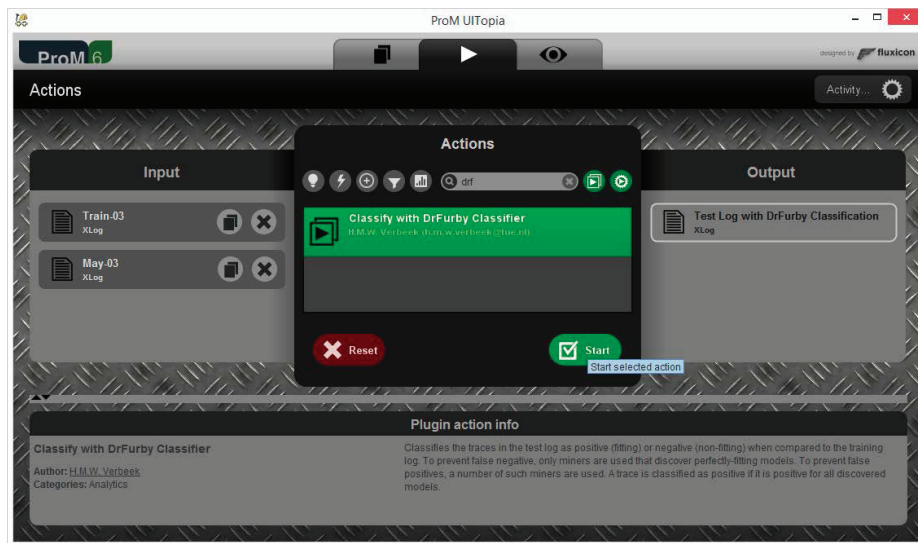 ProM UITopia
ProM 6
designed by fluxicon
Actions
Activity...
Actions
Input
drf
Output
Train-03
XLog
Classify with DrFurby Classifier
H.M.W. Verbeek (h.m.w.verbeek@tue.nl)
Test Log with DrFurby Classification
XLog
May-03
XLog
Reset
Start
Start selected action
Plugin action info
Classify with DrFurby Classifier
Author: H.M.W. Verbeek
Categories: Analytics
Classifies the traces in the test log as positive (fitting) or negative (non-fitting) when compared to the training
log. To prevent false negative, only miners are used that discover perfectly-fitting models. To prevent false
positives, a number of such miners are used. A trace is classified as positive if it is positive for all discovered
models.